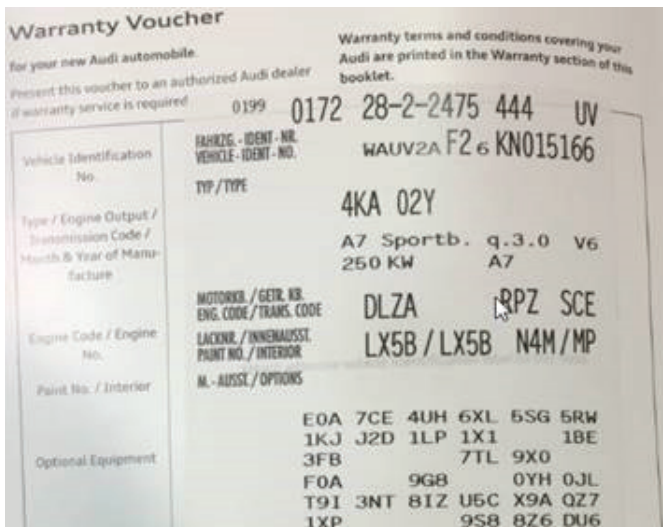 Warranty Voucher
for your new Audi automobile.
Present this voucher to an authorized Audi dealer
if warranty service is required
Warranty terms and conditions covering your
Audi are printed in the Warranty section of this
booklet.
0199 0172 28-2-2475 444 UV
Vehicle Identification
No.
FAHRZG.-IDENT-NR.
VEHICLE-IDENT-NO.
WAUV2AF26KN015166
TYP/TYPE
Type / Engine Output /
Transmission Code /
Month & Year of Manu-
facture
4KA 02Y
A7 Sportb. q.3.0 V6
250 KW A7
Engine Code / Engine
No.
MOTORKB./GETR. KB.
ENG. CODE/TRANS. CODE
DLZA RPZ SCE
LACKNR./INNENAUSST.
PAINT NO./INTERIOR
LX5B/LX5B N4M/MP
Paint No. / Interior
M.-AUSST./OPTIONS
Optional Equipment
E0A 7CE 4UH 6XL 5SG 5RW
1KJ J2D 1LP 1X1 1BE
3FB 7TL 9X0
F0A 9G8 0YH 0JL
T9I 3NT 8IZ U5C X9A QZ7
1XP 9S8 8Z6 DU6